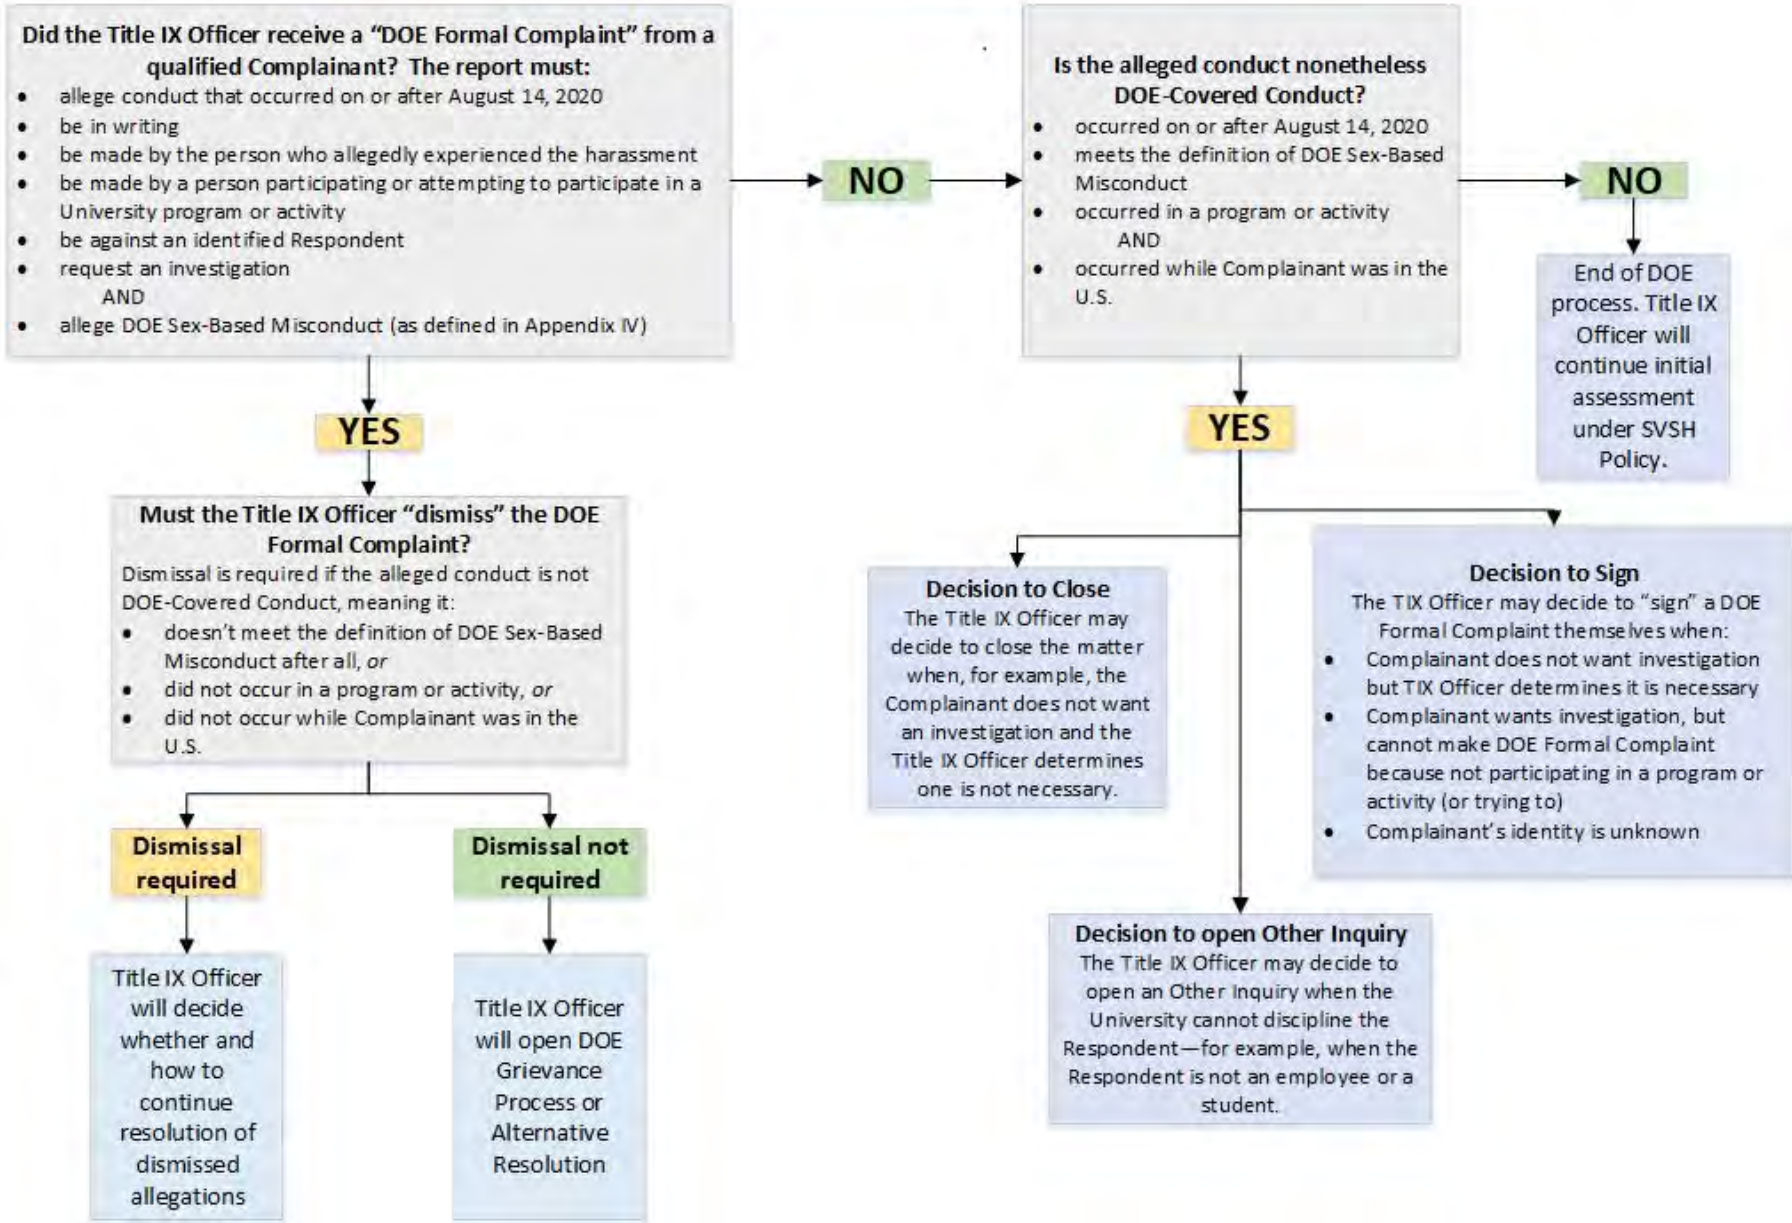 Did the Title IX Officer receive a “DOE Formal Complaint” from a
qualified Complainant? The report must:
• allege conduct that occurred on or after August 14, 2020
• be in writing
• be made by the person who allegedly experienced the harassment
• be made by a person participating or attempting to participate in a
University program or activity
• be against an identified Respondent
• request an investigation
AND
• allege DOE Sex-Based Misconduct (as defined in Appendix IV)
NO
Is the alleged conduct nonetheless
DOE-Covered Conduct?
• occurred on or after August 14, 2020
• meets the definition of DOE Sex-Based
Misconduct
• occurred in a program or activity
AND
• occurred while Complainant was in the
U.S.
NO
End of DOE
process. Title IX
Officer will
continue initial
assessment
under SVSH
Policy.
YES
Must the Title IX Officer “dismiss” the DOE
Formal Complaint?
Dismissal is required if the alleged conduct is not
DOE-Covered Conduct, meaning it:
• doesn’t meet the definition of DOE Sex-Based
Misconduct after all, or
• did not occur in a program or activity, or
• did not occur while Complainant was in the
U.S.
Dismissal
required
Dismissal not
required
Title IX Officer
will decide
whether and
how to
continue
resolution of
dismissed
allegations
Title IX Officer
will open DOE
Grievance
Process or
Alternative
Resolution
YES
Decision to Close
The Title IX Officer may
decide to close the matter
when, for example, the
Complainant does not want
an investigation and the
Title IX Officer determines
one is not necessary.
Decision to Sign
The TIX Officer may decide to “sign” a DOE
Formal Complaint themselves when:
• Complainant does not want investigation
but TIX Officer determines it is necessary
• Complainant wants investigation, but
cannot make DOE Formal Complaint
because not participating in a program or
activity (or trying to)
• Complainant’s identity is unknown
Decision to open Other Inquiry
The Title IX Officer may decide to
open an Other Inquiry when the
University cannot discipline the
Respondent—for example, when the
Respondent is not an employee or a
student.